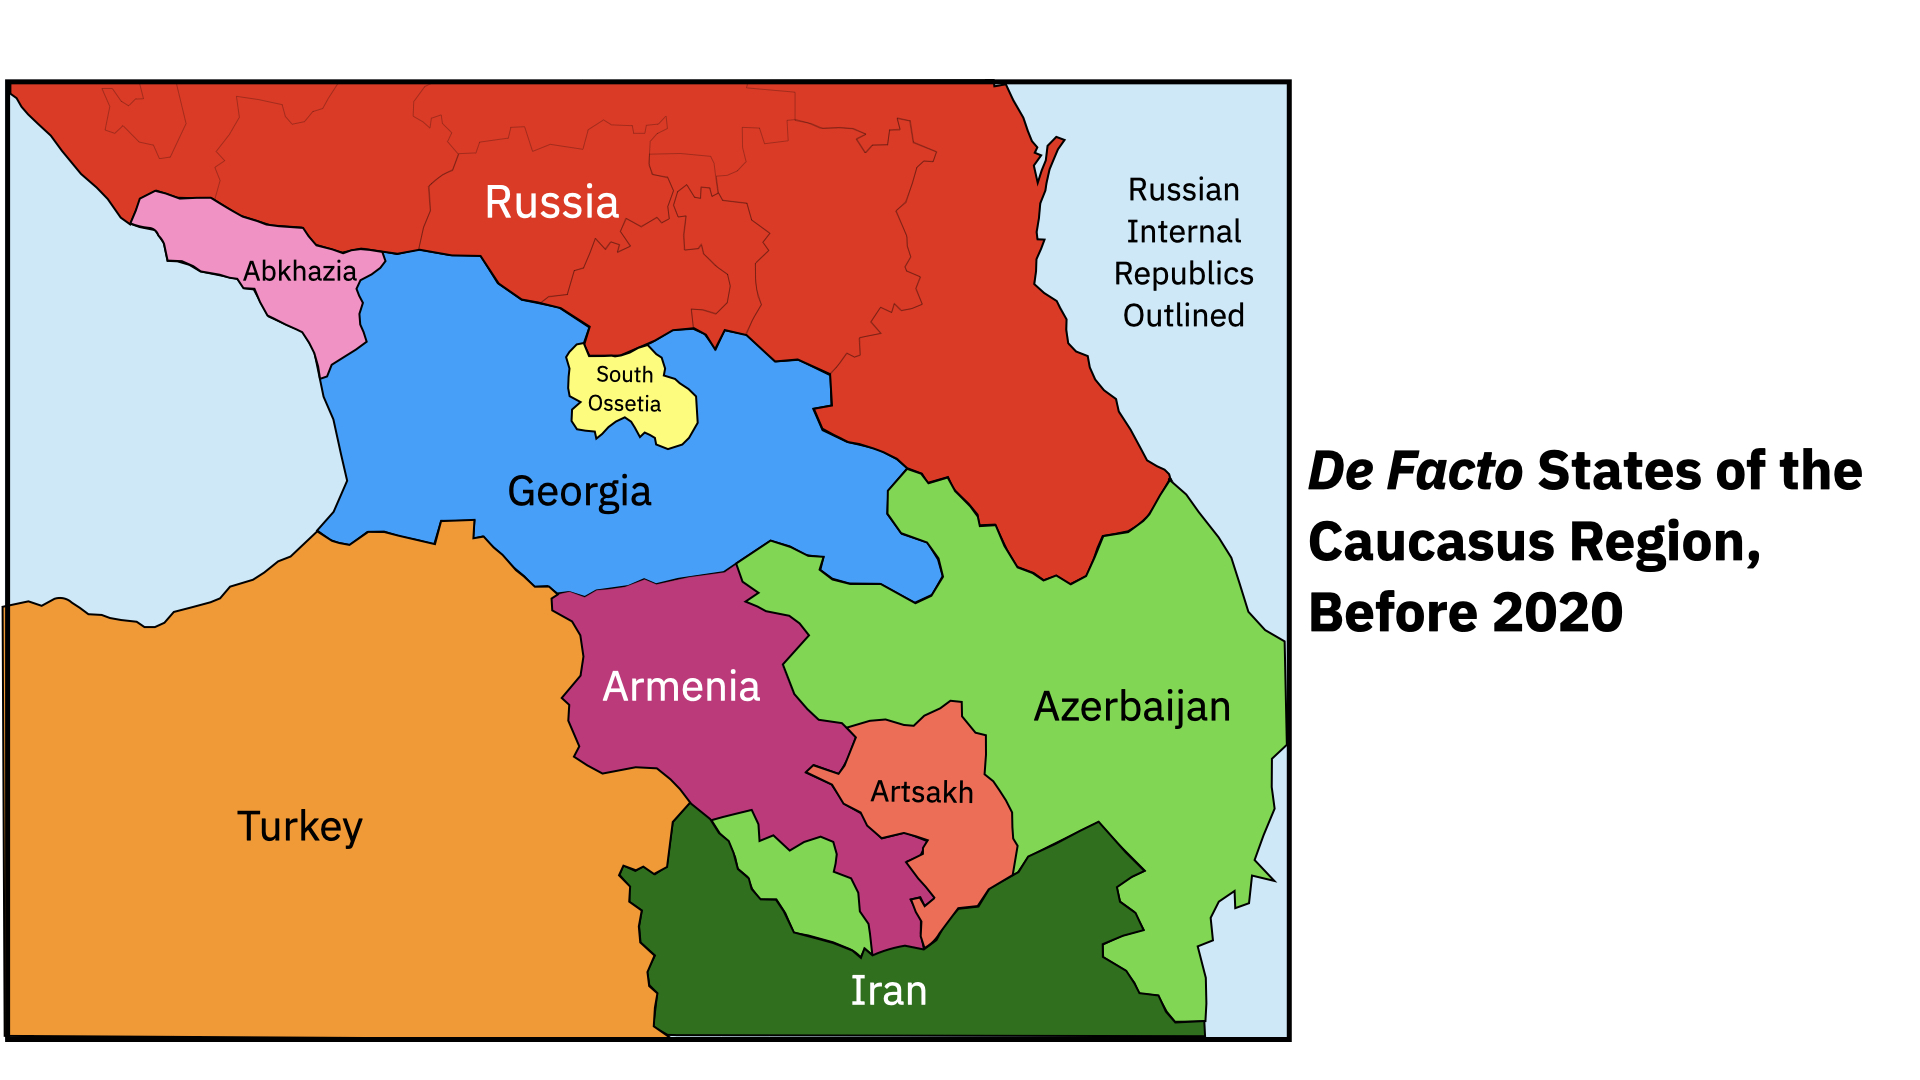 Russia
Russian
Internal
Republics
Outlined
Abkhazia
South
Ossetia
Georgia
De Facto States of the
Caucasus Region,
Before 2020
Armenia
Azerbaijan
Artsakh
Turkey
Iran